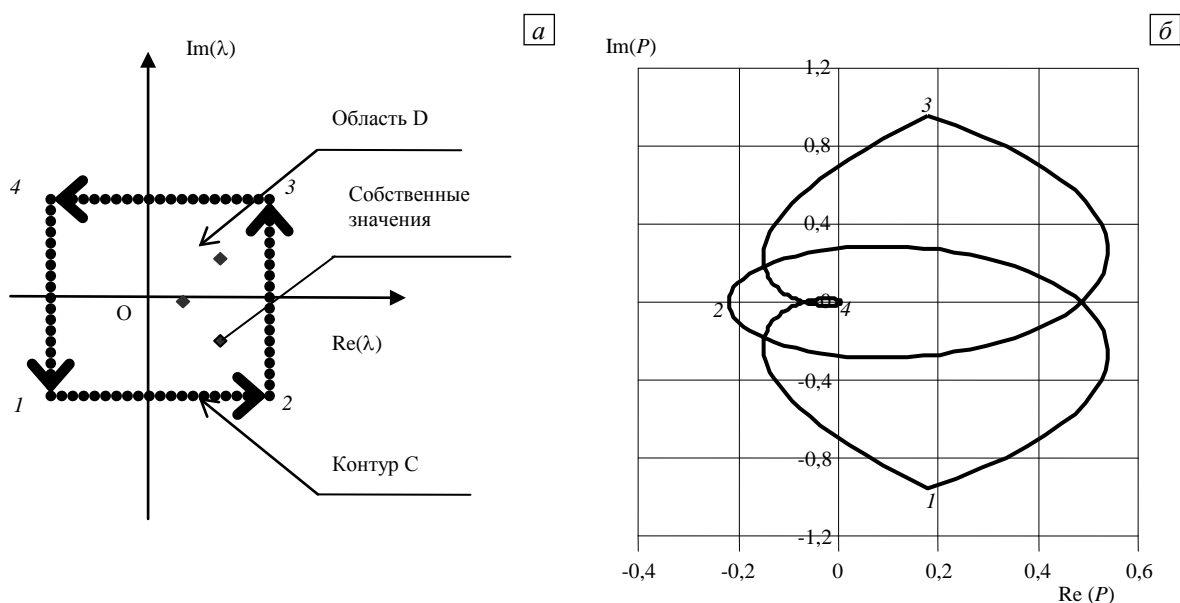 а
Im(λ)
Область D
4
3
Собственные
значения
O
Re(λ)
1
2
Контур С
б
Im(P)
1,2
3
0,8
0,4
2
0
4
-0,4
-0,8
1
-1,2
-0,4
-0,2
0
0,2
0,4
0,6
Re (P)